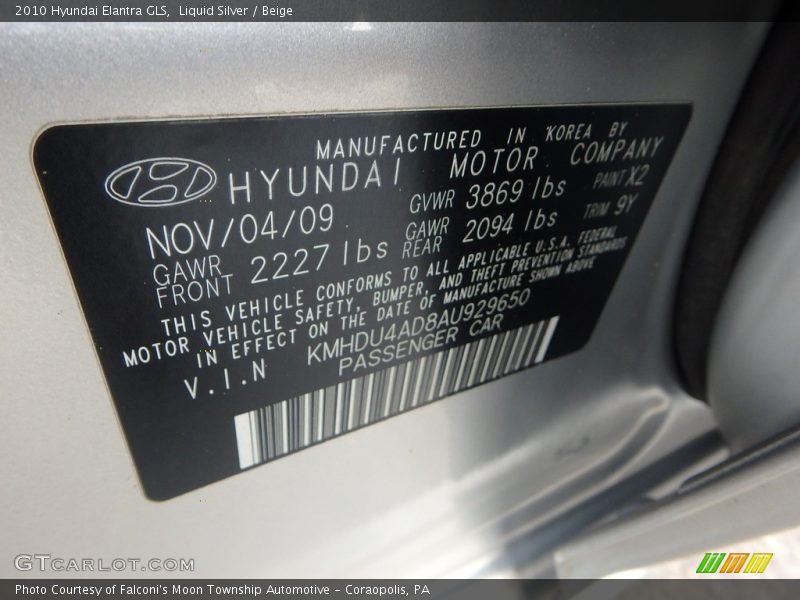 2010 Hyundai Elantra GLS,  Liquid Silver / Beige
MANUFACTURED IN KOREA BY
HYUNDAI MOTOR COMPANY
NOV/04/09 GVWR 3869 lbs PAINT X2
GAWR FRONT 2227 lbs GAWR REAR 2094 lbs TRIM 9Y
THIS VEHICLE CONFORMS TO ALL APPLICABLE U.S.A. FEDERAL
MOTOR VEHICLE SAFETY, BUMPER, AND THEFT PREVENTION STANDARDS
IN EFFECT ON THE DATE OF MANUFACTURE SHOWN ABOVE
V.I.N KMHDU4AD8AU929650
PASSENGER CAR
GTCARLOT.COM
Photo Courtesy of Falconi's Moon Township Automotive – Coraopolis, PA